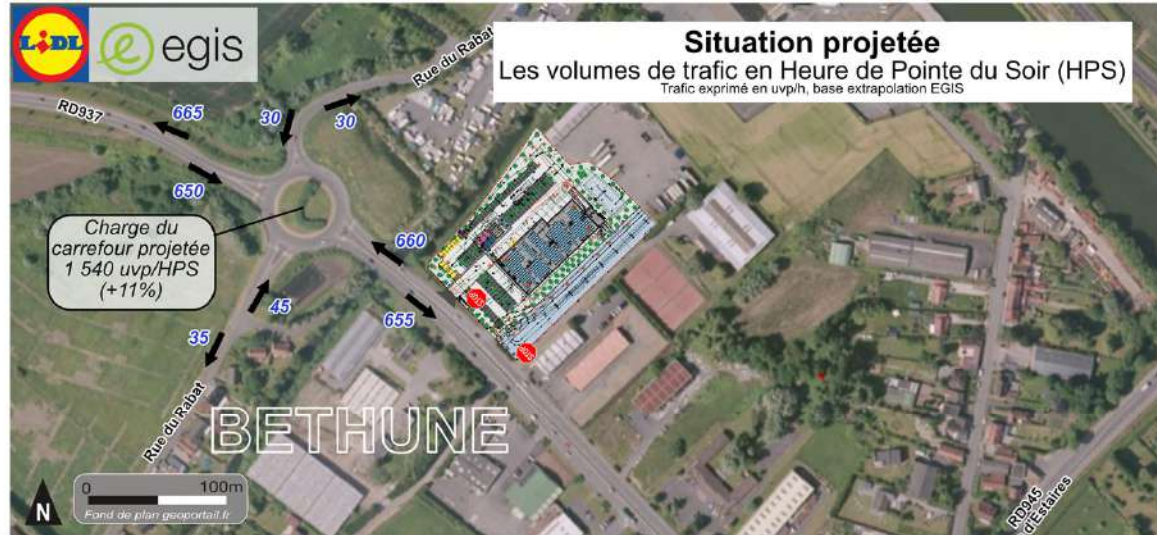 LiDL
egis
Situation projetée
Les volumes de trafic en Heure de Pointe du Soir (HPS)
Trafic exprimé en uvp/h, base extrapolation EGIS
Rue du Rabat
RD937
665
30
30
650
Charge du
carrefour projetée
1 540 uvp/HPS
(+11%)
660
655
45
35
STOP
STOP
Rue du Rabat
BETHUNE
0
100m
N
Fond de plan geoportail.fr
RD945
d'Estaires